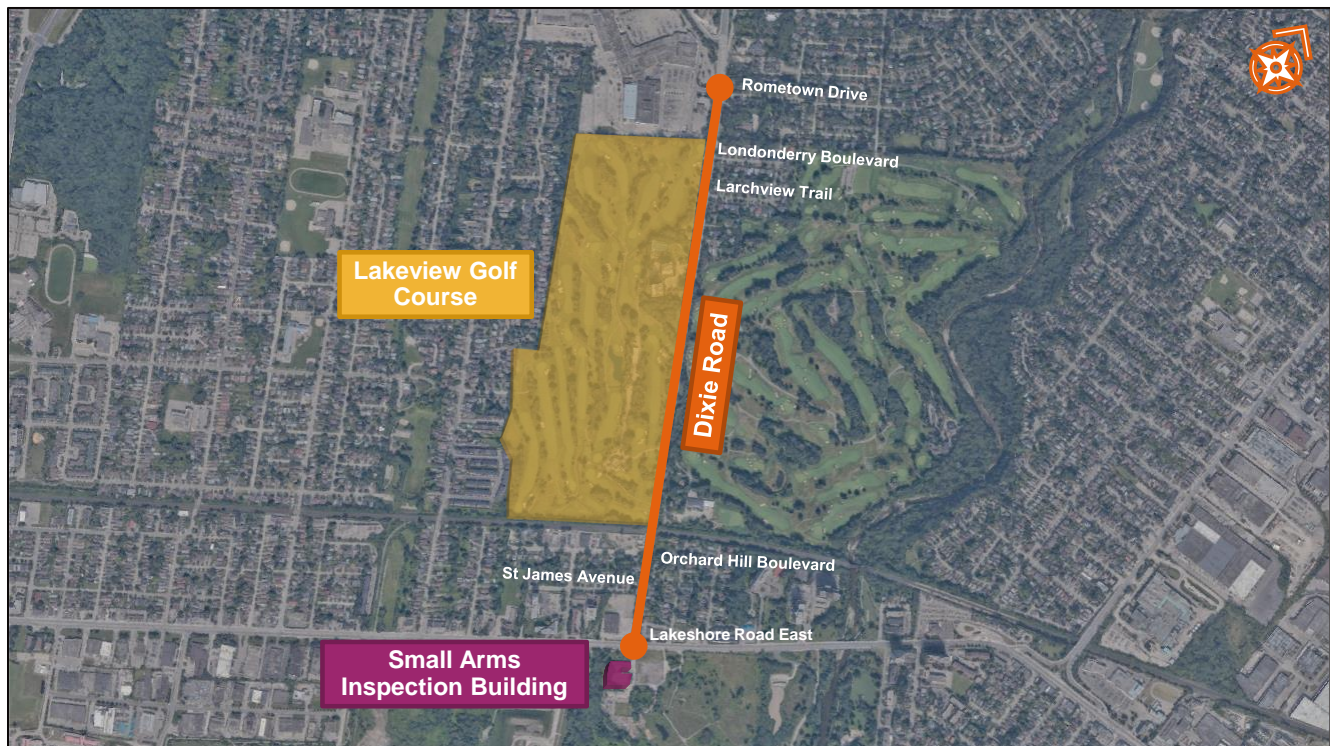 Rometown Drive
Londonderry Boulevard
Larchview Trail
Lakeview Golf
Course
Dixie Road
Orchard Hill Boulevard
St James Avenue
Lakeshore Road East
Small Arms
Inspection Building